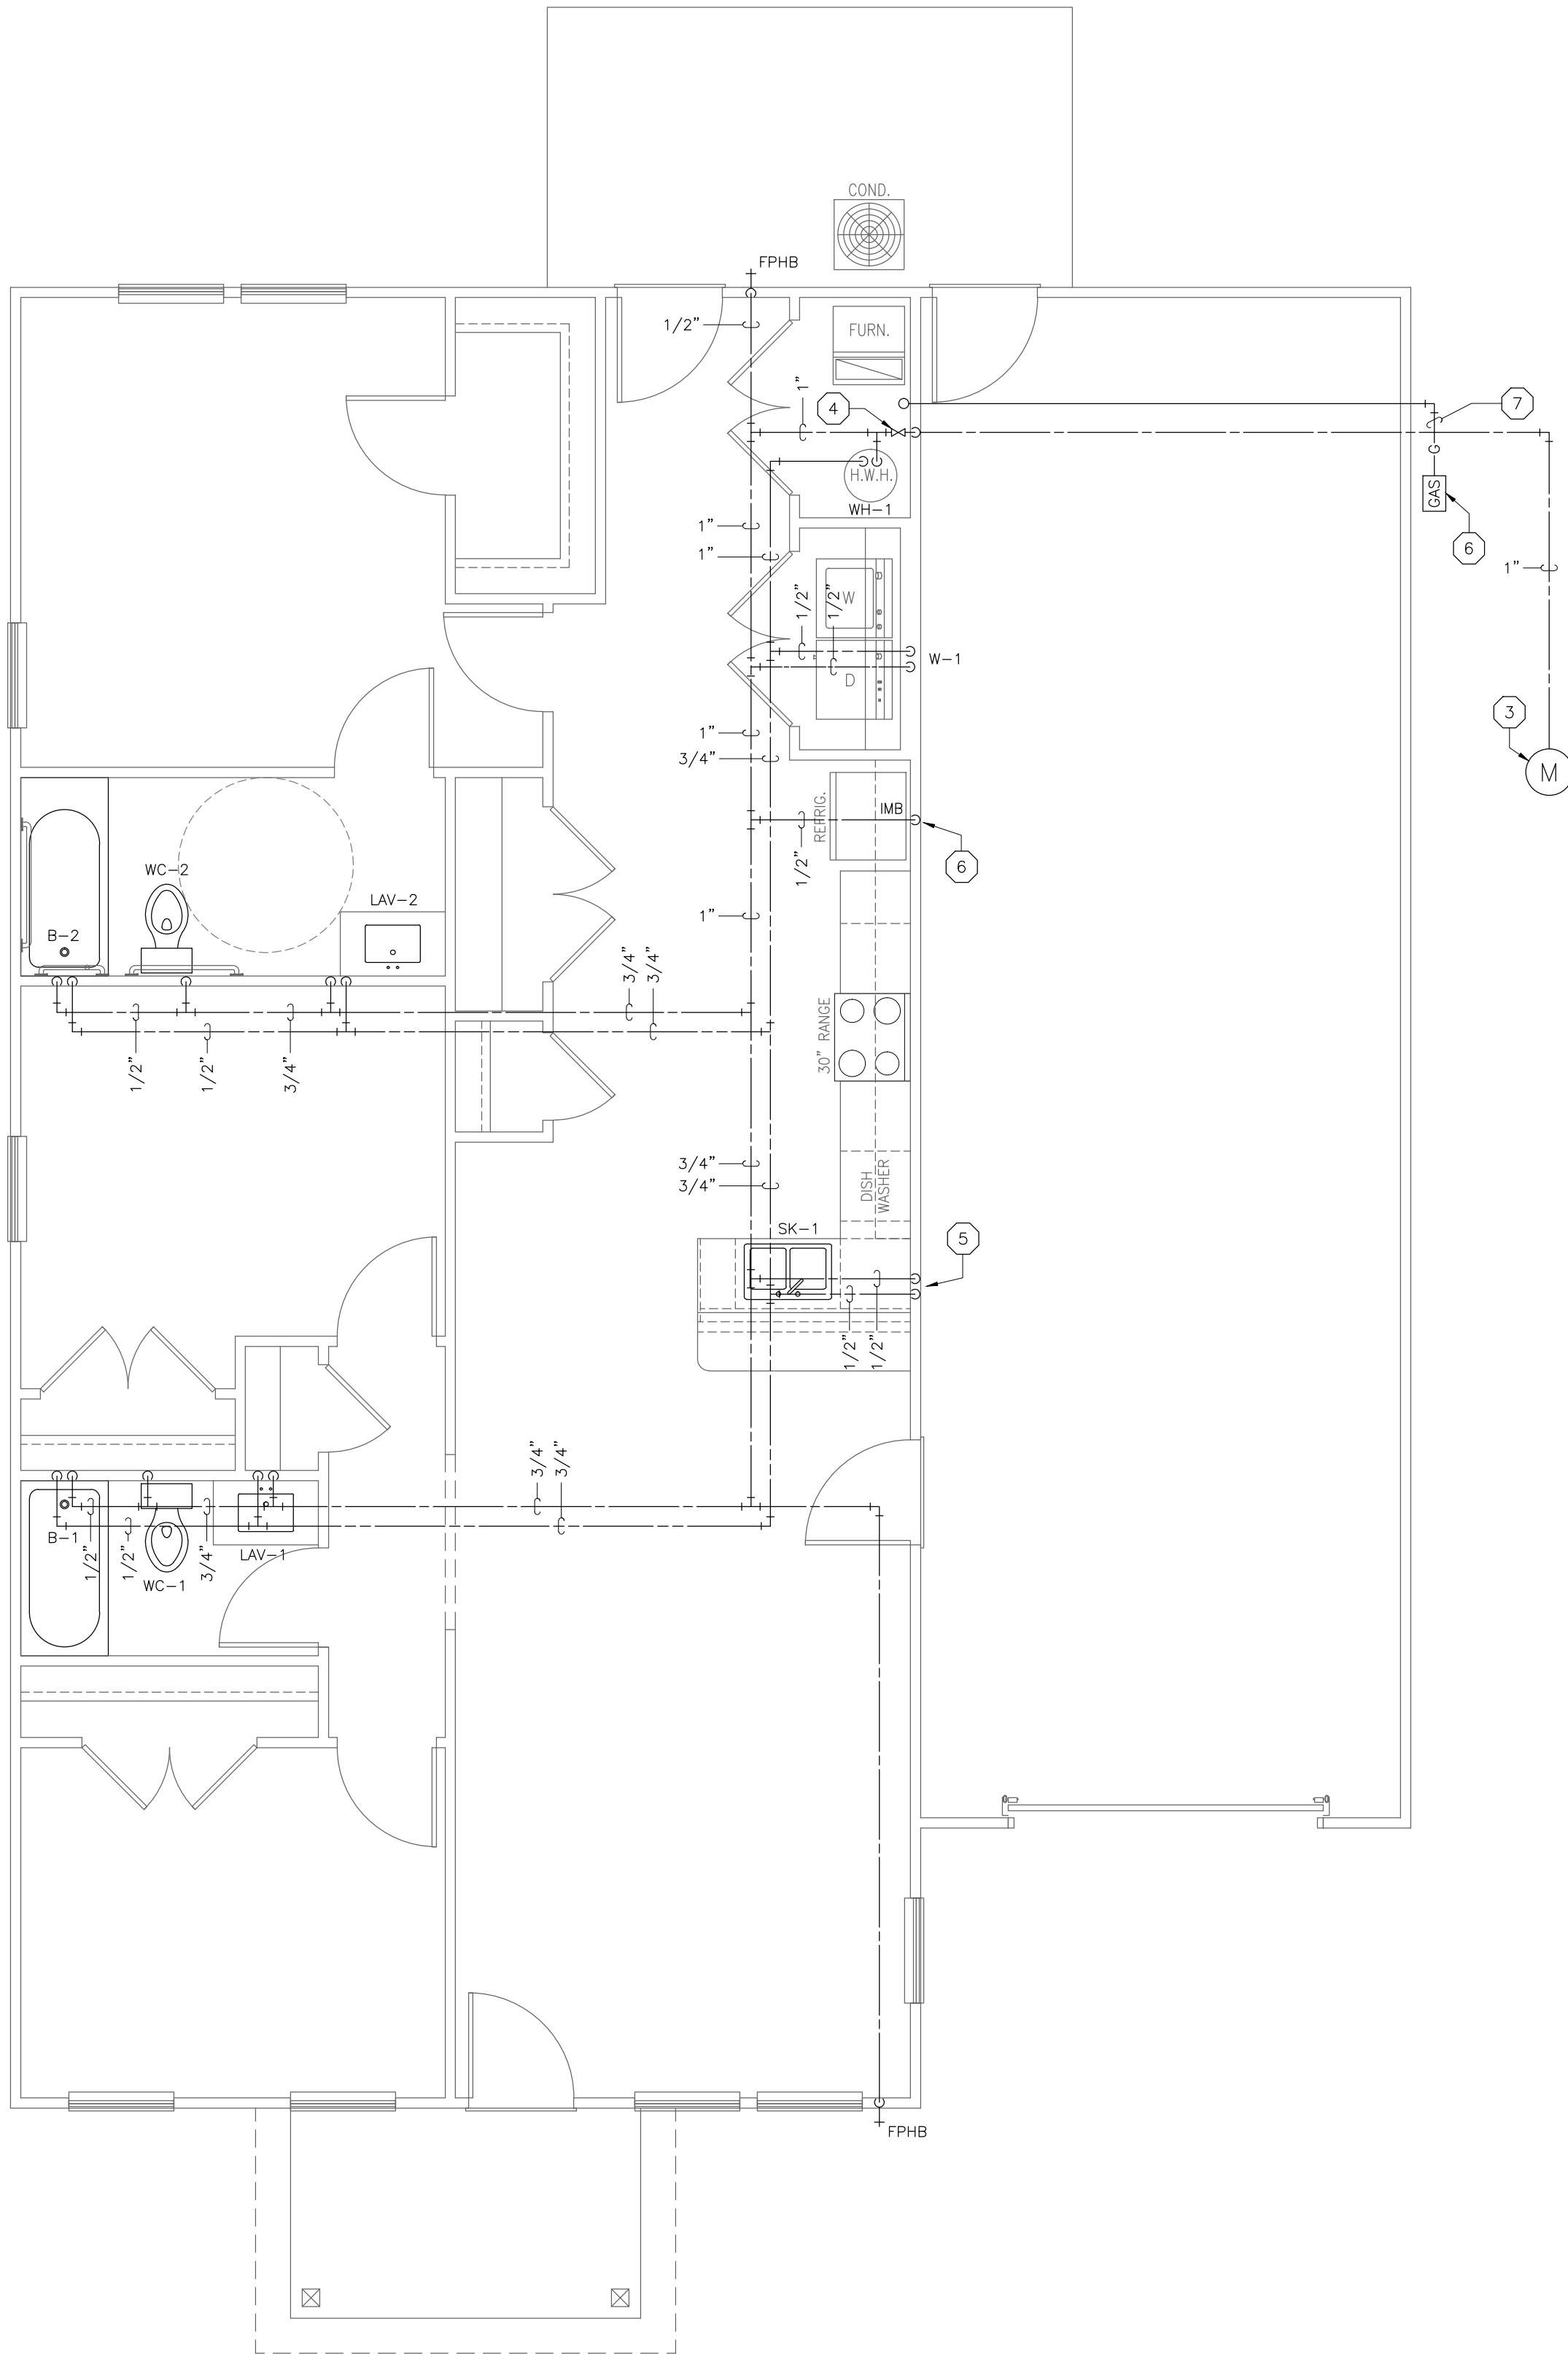 COND.
FPHB
1/2"
FURN.
1"
4
7
H.W.H.
G
GAS
WH-1
1"
6
1"
1"
W
1/2"
1/2"
W-1
D
3
1"
3/4"
M
IMB
REFRIG.
6
1/2"
WC-2
LAV-2
1"
B-2
3/4"
3/4"
30" RANGE
1/2"
1/2"
3/4"
3/4"
3/4"
DISH
WASHER
SK-1
5
1/2"
1/2"
3/4"
3/4"
B-1
1/2"
1/2"
3/4"
LAV-1
WC-1
FPHB